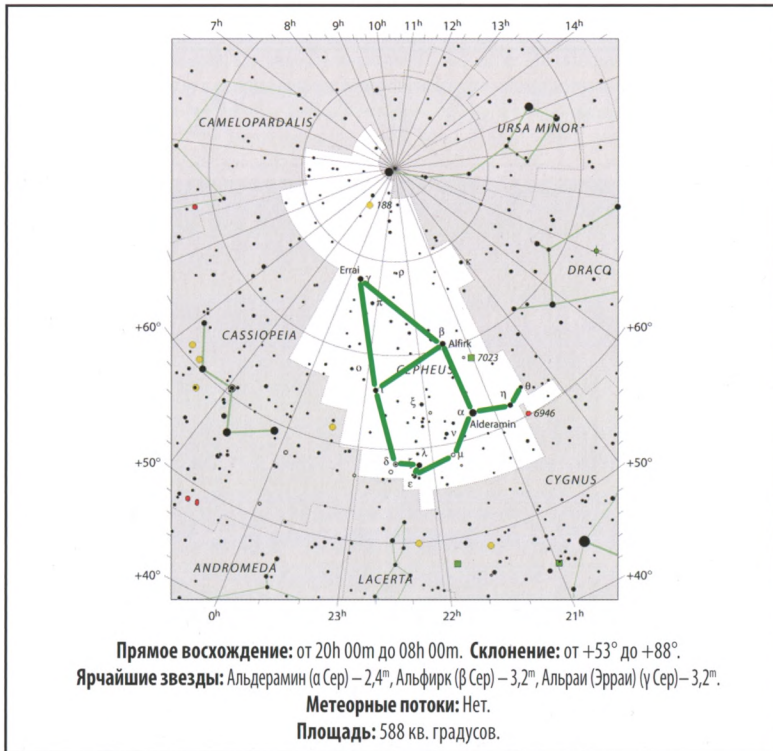 7h 8h 9h 10h 11h 12h 13h 14h
CAMELOPARDALIS
URSA MINOR
188
κ
Errai γ ρ
DRACO
π
+60° +60°
CASSIOPEIA
β
Alfirk
7023
CEPHEUS
ο
ι
η θ
ξ
α
6946
Alderamin
ν
+50° δ ζ λ μ +50°
ε
CYGNUS
ANDROMEDA
LACERTA
+40° +40°
0h 23h 22h 21h
Прямое восхождение: от 20h 00m до 08h 00m. Склонение: от +53° до +88°.
Ярчайшие звезды: Альдерамин (α Cep) – 2,4m, Альфирк (β Cep) – 3,2m, Альраи (Эрраи) (γ Cep)– 3,2m.
Метеорные потоки: Нет.
Площадь: 588 кв. градусов.